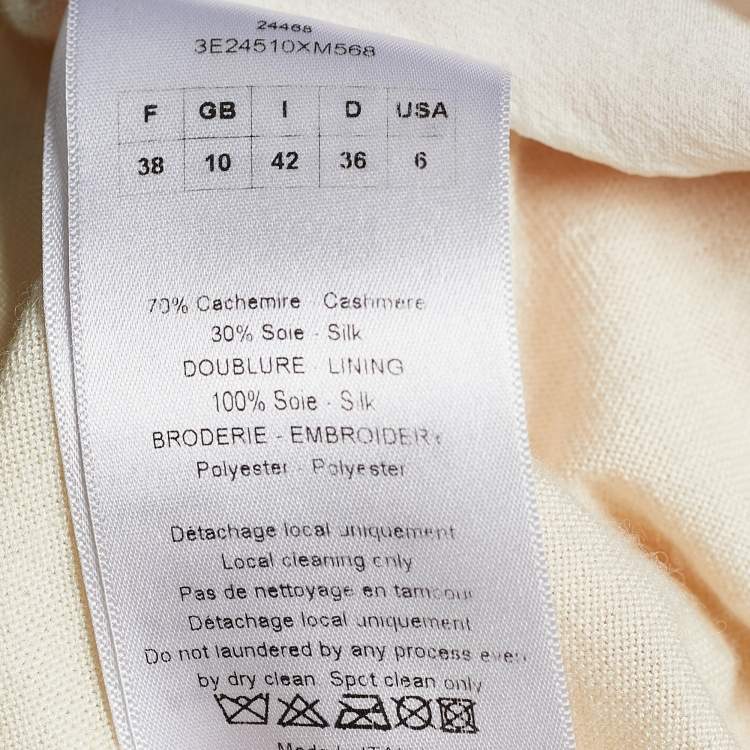 24468
3E24510XM568
F GB I D USA
38 10 42 36 6
70% Cachemire - Cashmere
30% Soie - Silk
DOUBLURE - LINING
100% Soie - Silk
BRODERIE - EMBROIDERY
Polyester - Polyester
Détachage local uniquement
Local cleaning only
Pas de nettoyage en tambour
Détachage local uniquement
Do not laundered by any process even
by dry clean. Spot clean only
Made in